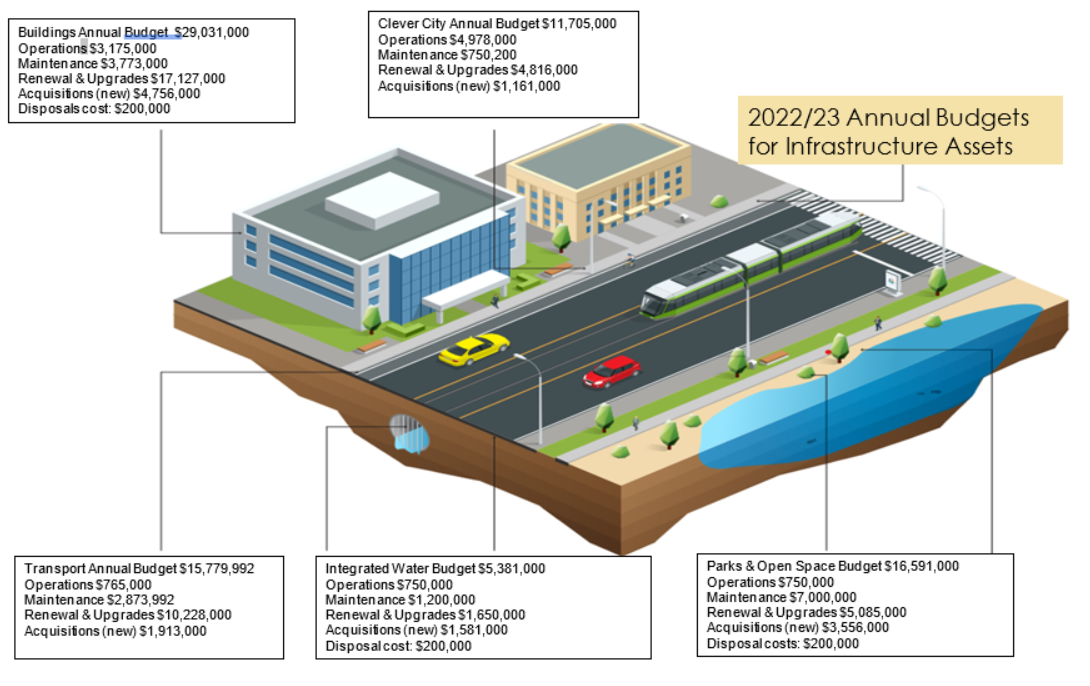 Buildings Annual Budget $29,031,000
Operations $3,175,000
Maintenance $3,773,000
Renewal & Upgrades $17,127,000
Acquisitions (new) $4,756,000
Disposals cost: $200,000
Clever City Annual Budget $11,705,000
Operations $4,978,000
Maintenance $750,200
Renewal & Upgrades $4,816,000
Acquisitions (new) $1,161,000
2022/23 Annual Budgets
for Infrastructure Assets
Transport Annual Budget $15,779,992
Operations $765,000
Maintenance $2,873,992
Renewal & Upgrades $10,228,000
Acquisitions (new) $1,913,000
Integrated Water Budget $5,381,000
Operations $750,000
Maintenance $1,200,000
Renewal & Upgrades $1,650,000
Acquisitions (new) $1,581,000
Disposal cost: $200,000
Parks & Open Space Budget $16,591,000
Operations $750,000
Maintenance $7,000,000
Renewal & Upgrades $5,085,000
Acquisitions (new) $3,556,000
Disposal costs: $200,000